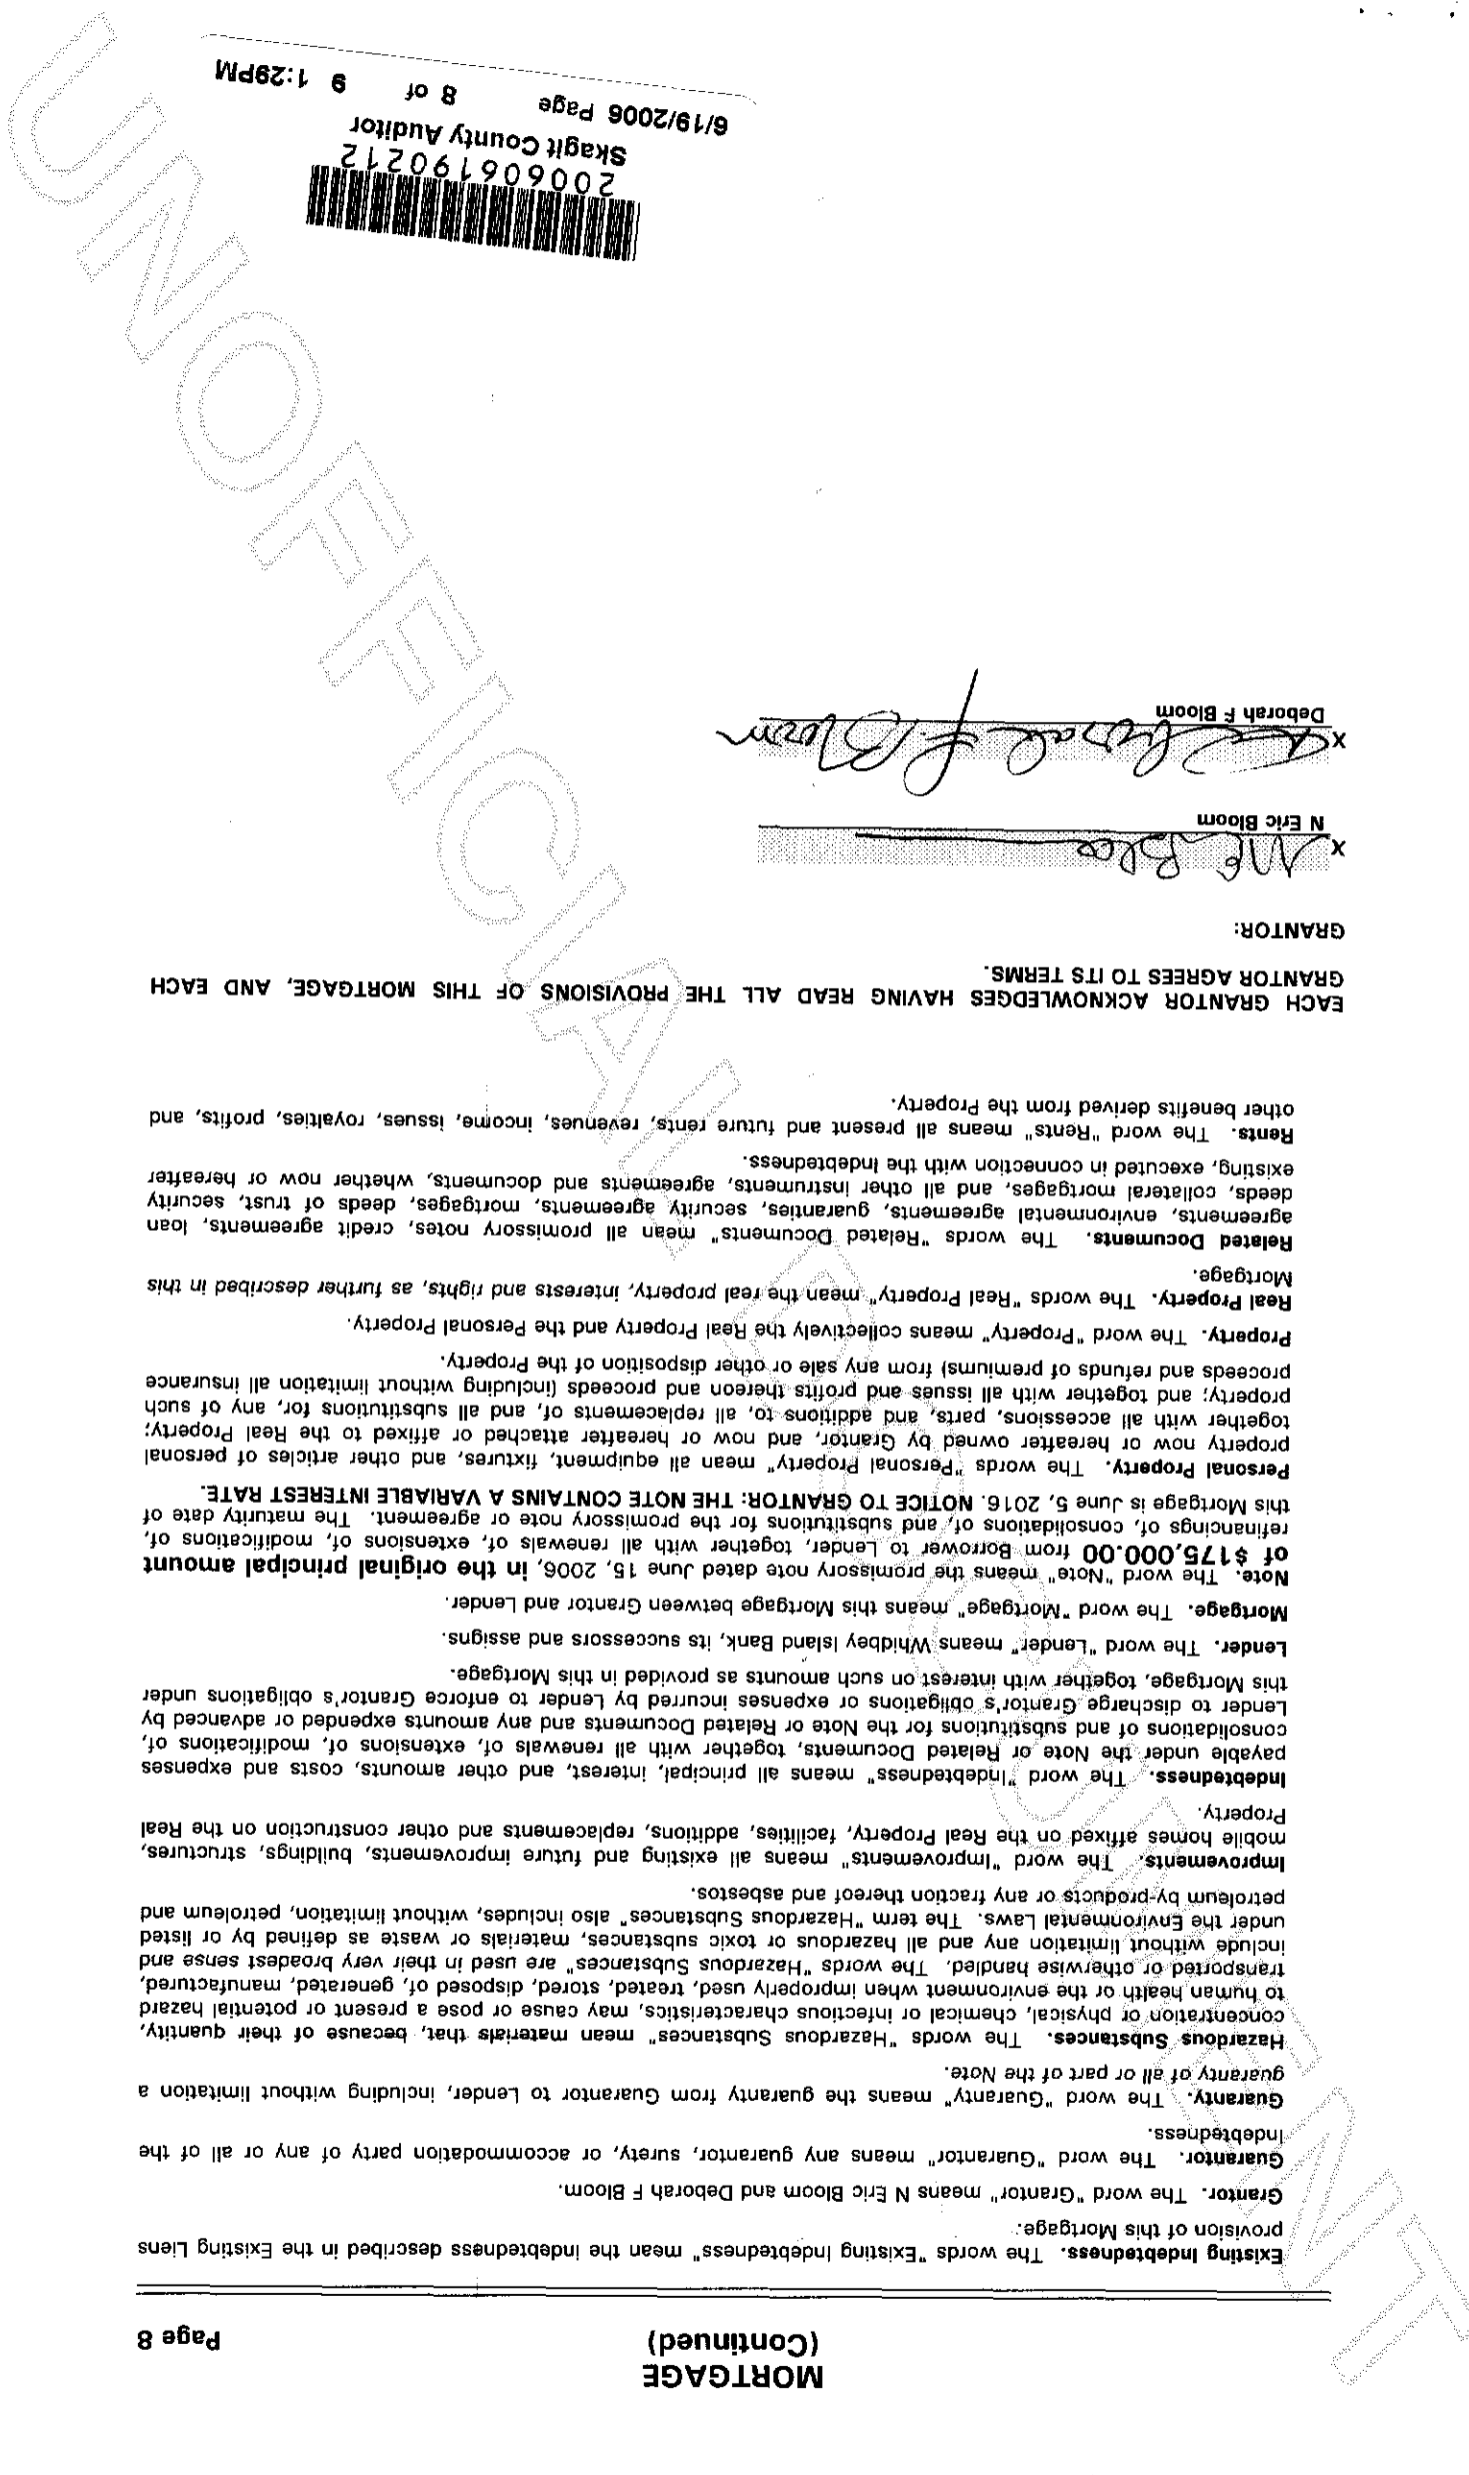 MORTGAGE
(Continued)
Page 8
Existing Indebtedness. The words "Existing Indebtedness" mean the indebtedness described in the Existing Liens
provision of this Mortgage.
Grantor. The word "Grantor" means N Eric Bloom and Deborah F Bloom.
Guarantor. The word "Guarantor" means any guarantor, surety, or accommodation party of any or all of the
Indebtedness.
Guaranty. The word "Guaranty" means the guaranty from Guarantor to Lender, including without limitation a
guaranty of all or part of the Note.
Hazardous Substances. The words "Hazardous Substances" mean materials that, because of their quantity,
concentration or physical, chemical or infectious characteristics, may cause or pose a present or potential hazard
to human health or the environment when improperly used, treated, stored, disposed of, generated, manufactured,
transported or otherwise handled. The words "Hazardous Substances" are used in their very broadest sense and
include without limitation any and all hazardous or toxic substances, materials or waste as defined by or listed
under the Environmental Laws. The term "Hazardous Substances" also includes, without limitation, petroleum and
petroleum by-products or any fraction thereof and asbestos.
Improvements. The word "Improvements" means all existing and future improvements, buildings, structures,
mobile homes affixed on the Real Property, facilities, additions, replacements and other construction on the Real
Property.
Indebtedness. The word "Indebtedness" means all principal, interest, and other amounts, costs and expenses
payable under the Note or Related Documents, together with all renewals of, extensions of, modifications of,
consolidations of and substitutions for the Note or Related Documents and any amounts expended or advanced by
Lender to discharge Grantor's obligations or expenses incurred by Lender to enforce Grantor's obligations under
this Mortgage, together with interest on such amounts as provided in this Mortgage.
Lender. The word "Lender" means Whidbey Island Bank, its successors and assigns.
Mortgage. The word "Mortgage" means this Mortgage between Grantor and Lender.
Note. The word "Note" means the promissory note dated June 15, 2006, in the original principal amount
of $175,000.00 from Borrower to Lender, together with all renewals of, extensions of, modifications of,
refinancings of, consolidations of, and substitutions for the promissory note or agreement. The maturity date of
this Mortgage is June 5, 2016. NOTICE TO GRANTOR: THE NOTE CONTAINS A VARIABLE INTEREST RATE.
Personal Property. The words "Personal Property" mean all equipment, fixtures, and other articles of personal
property now or hereafter owned by Grantor, and now or hereafter attached or affixed to the Real Property;
together with all accessions, parts, and additions to, all replacements of, and all substitutions for, any of such
property; and together with all issues and profits thereon and proceeds (including without limitation all insurance
proceeds and refunds of premiums) from any sale or other disposition of the Property.
Property. The word "Property" means collectively the Real Property and the Personal Property.
Real Property. The words "Real Property" mean the real property, interests and rights, as further described in this
Mortgage.
Related Documents. The words "Related Documents" mean all promissory notes, credit agreements, loan
agreements, environmental agreements, guaranties, security agreements, mortgages, deeds of trust, security
deeds, collateral mortgages, and all other instruments, agreements and documents, whether now or hereafter
existing, executed in connection with the Indebtedness.
Rents. The word "Rents" means all present and future rents, revenues, income, issues, royalties, profits, and
other benefits derived from the Property.
EACH GRANTOR ACKNOWLEDGES HAVING READ ALL THE PROVISIONS OF THIS MORTGAGE, AND EACH
GRANTOR AGREES TO ITS TERMS.
GRANTOR:
X
N Eric Bloom
X Deborah F. Bloom
Deborah F Bloom
200606190212
Skagit County Auditor
6/19/2006 Page 8 of 9 1:29PM
UNOFFICIAL DOCUMENT